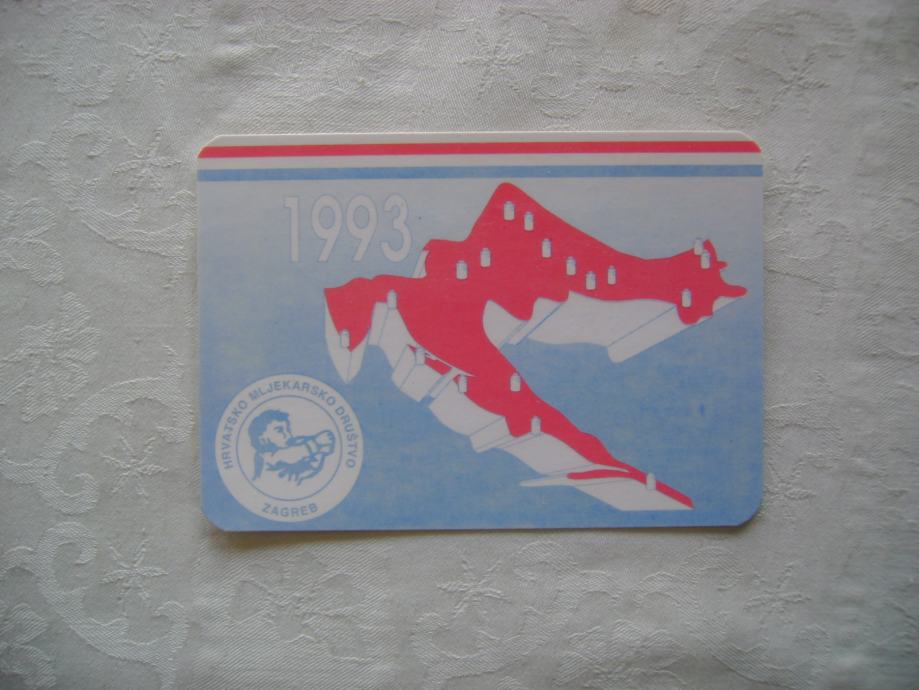 1993
HRVATSKO MLJEKARSKO DRUŠTVO
ZAGREB